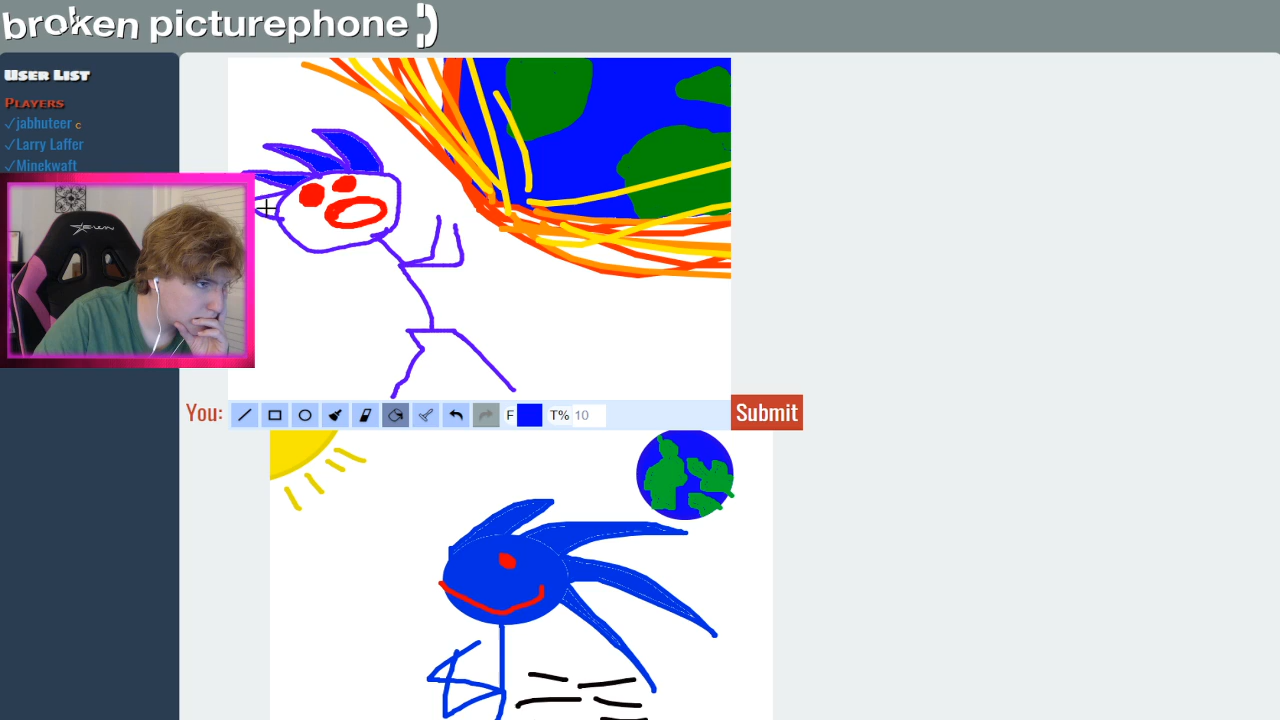 broken picturephone
User List
Players
✓jabhuteer c
✓Larry Laffer
✓Minekwaft
You:
F
T% 10
Submit